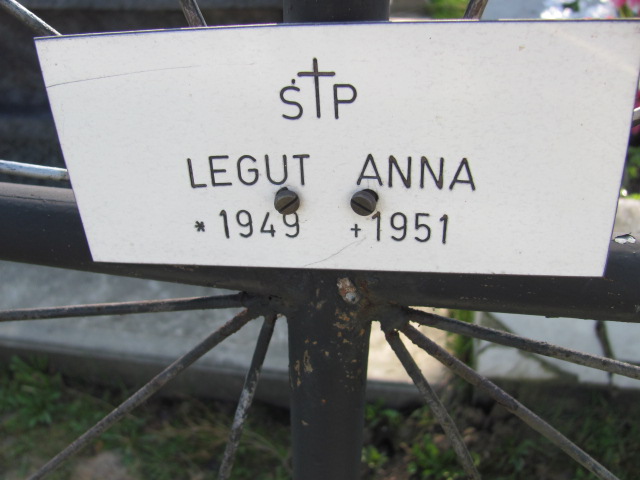 Ś†P
LEGUT ANNA
* 1949 +1951